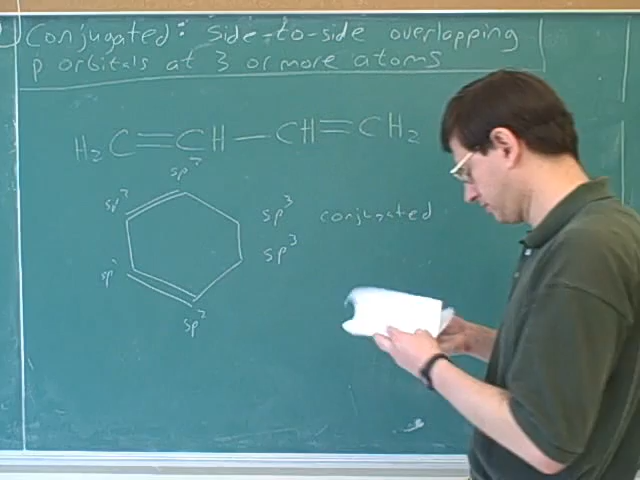 Conjugated: Side-to-side overlapping
p orbitals at 3 or more atoms
H₂C=CH—CH=CH₂
sp²
sp²
sp³ conjugated
sp³
sp²
sp²